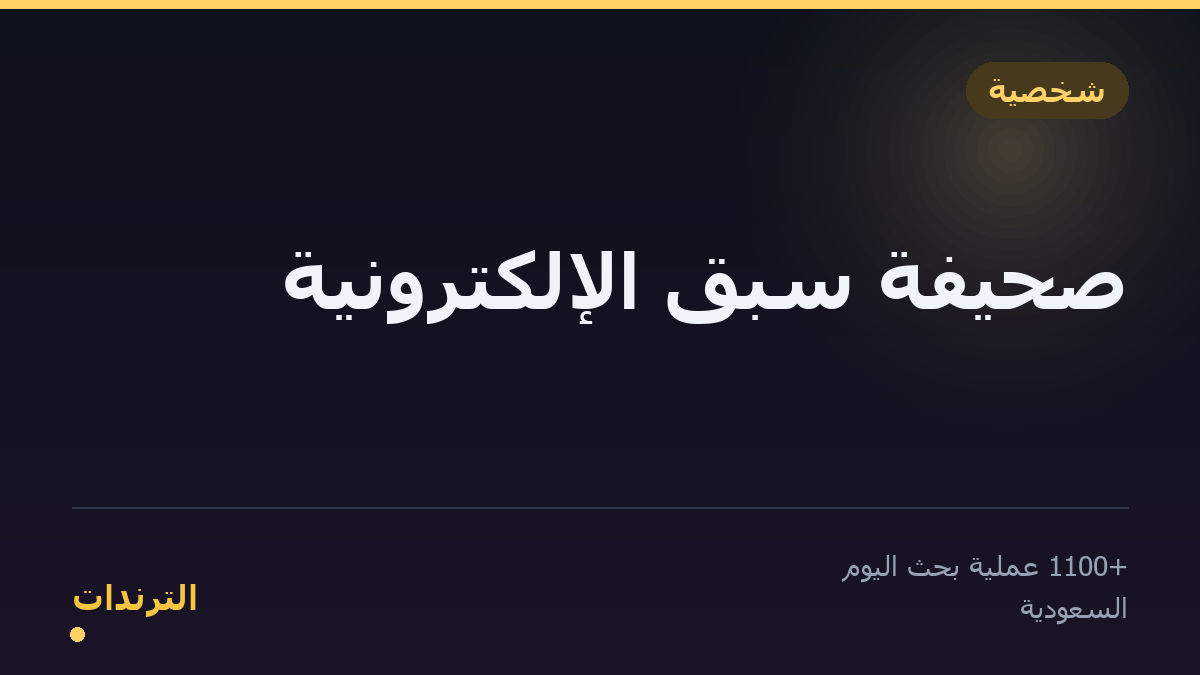 شخصية
صحيفة سبق الإلكترونية
+1100 عملية بحث اليوم
السعودية
الترندات